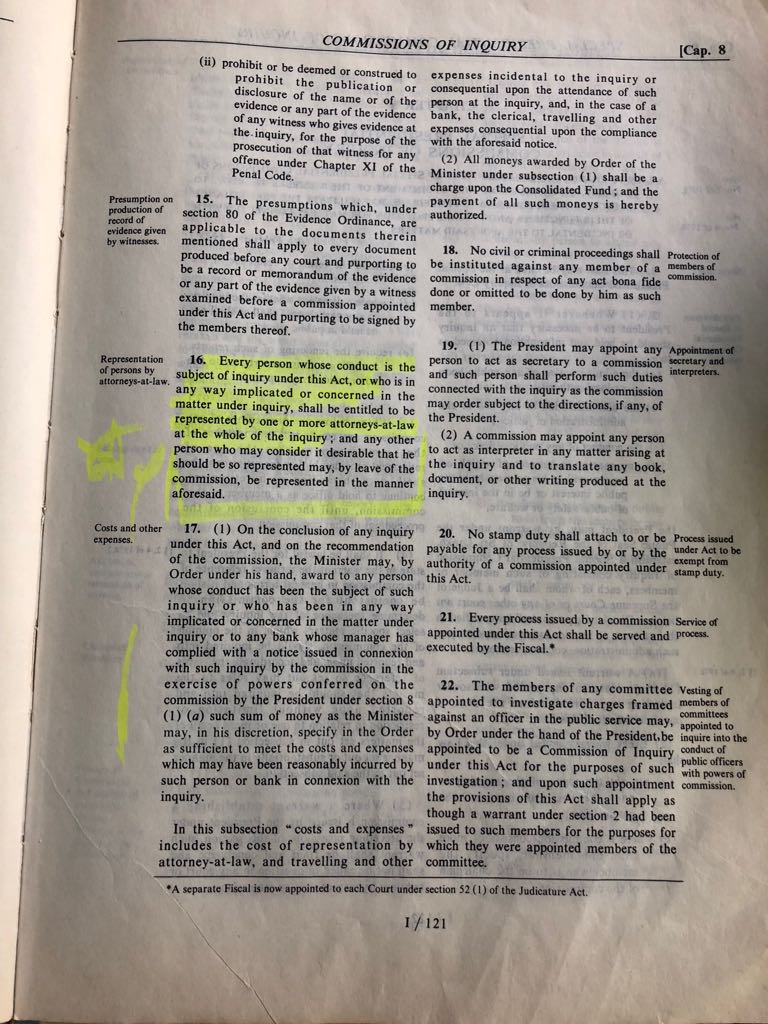 COMMISSIONS OF INQUIRY
[Cap. 8
(ii) prohibit or be deemed or construed to
prohibit the publication or
disclosure of the name or of the
evidence or any part of the evidence
of any witness who gives evidence at
the inquiry, for the purpose of the
prosecution of that witness for any
offence under Chapter XI of the
Penal Code.
Presumption on
production of
record of
evidence given
by witnesses.
15. The presumptions which, under
section 80 of the Evidence Ordinance, are
applicable to the documents therein
mentioned shall apply to every document
produced before any court and purporting to
be a record or memorandum of the evidence
or any part of the evidence given by a witness
examined before a commission appointed
under this Act and purporting to be signed by
the members thereof.
Representation
of persons by
attorneys-at-law.
16. Every person whose conduct is the
subject of inquiry under this Act, or who is in
any way implicated or concerned in the
matter under inquiry, shall be entitled to be
represented by one or more attorneys-at-law
at the whole of the inquiry; and any other
person who may consider it desirable that he
should be so represented may, by leave of the
commission, be represented in the manner
aforesaid.
Costs and other
expenses.
17. (1) On the conclusion of any inquiry
under this Act, and on the recommendation
of the commission, the Minister may, by
Order under his hand, award to any person
whose conduct has been the subject of such
inquiry or who has been in any way
implicated or concerned in the matter under
inquiry or to any bank whose manager has
complied with a notice issued in connexion
with such inquiry by the commission in the
exercise of powers conferred on the
commission by the President under section 8
(1) (a) such sum of money as the Minister
may, in his discretion, specify in the Order
as sufficient to meet the costs and expenses
which may have been reasonably incurred by
such person or bank in connexion with the
inquiry.
In this subsection "costs and expenses"
includes the cost of representation by
attorney-at-law, and travelling and other
expenses incidental to the inquiry or
consequential upon the attendance of such
person at the inquiry, and, in the case of a
bank, the clerical, travelling and other
expenses consequential upon the compliance
with the aforesaid notice.
(2) All moneys awarded by Order of the
Minister under subsection (1) shall be a
charge upon the Consolidated Fund; and the
payment of all such moneys is hereby
authorized.
18. No civil or criminal proceedings shall
be instituted against any member of a
commission in respect of any act bona fide
done or omitted to be done by him as such
member.
Protection of
members of
commission.
19. (1) The President may appoint any
person to act as secretary to a commission
and such person shall perform such duties
connected with the inquiry as the commission
may order subject to the directions, if any, of
the President.
Appointment of
secretary and
interpreters.
(2) A commission may appoint any person
to act as interpreter in any matter arising at
the inquiry and to translate any book,
document, or other writing produced at the
inquiry.
20. No stamp duty shall attach to or be
payable for any process issued by or by the
authority of a commission appointed under
this Act.
Process issued
under Act to be
exempt from
stamp duty.
21. Every process issued by a commission
appointed under this Act shall be served and
executed by the Fiscal.*
Service of
process.
22. The members of any committee
appointed to investigate charges framed
against an officer in the public service may,
by Order under the hand of the President, be
appointed to be a Commission of Inquiry
under this Act for the purposes of such
investigation; and upon such appointment
the provisions of this Act shall apply as
though a warrant under section 2 had been
issued to such members for the purposes for
which they were appointed members of the
committee.
Vesting of
members of
committees
appointed to
inquire into the
conduct of
public officers
with powers of
commission.
*A separate Fiscal is now appointed to each Court under section 52 (1) of the Judicature Act.
I/121